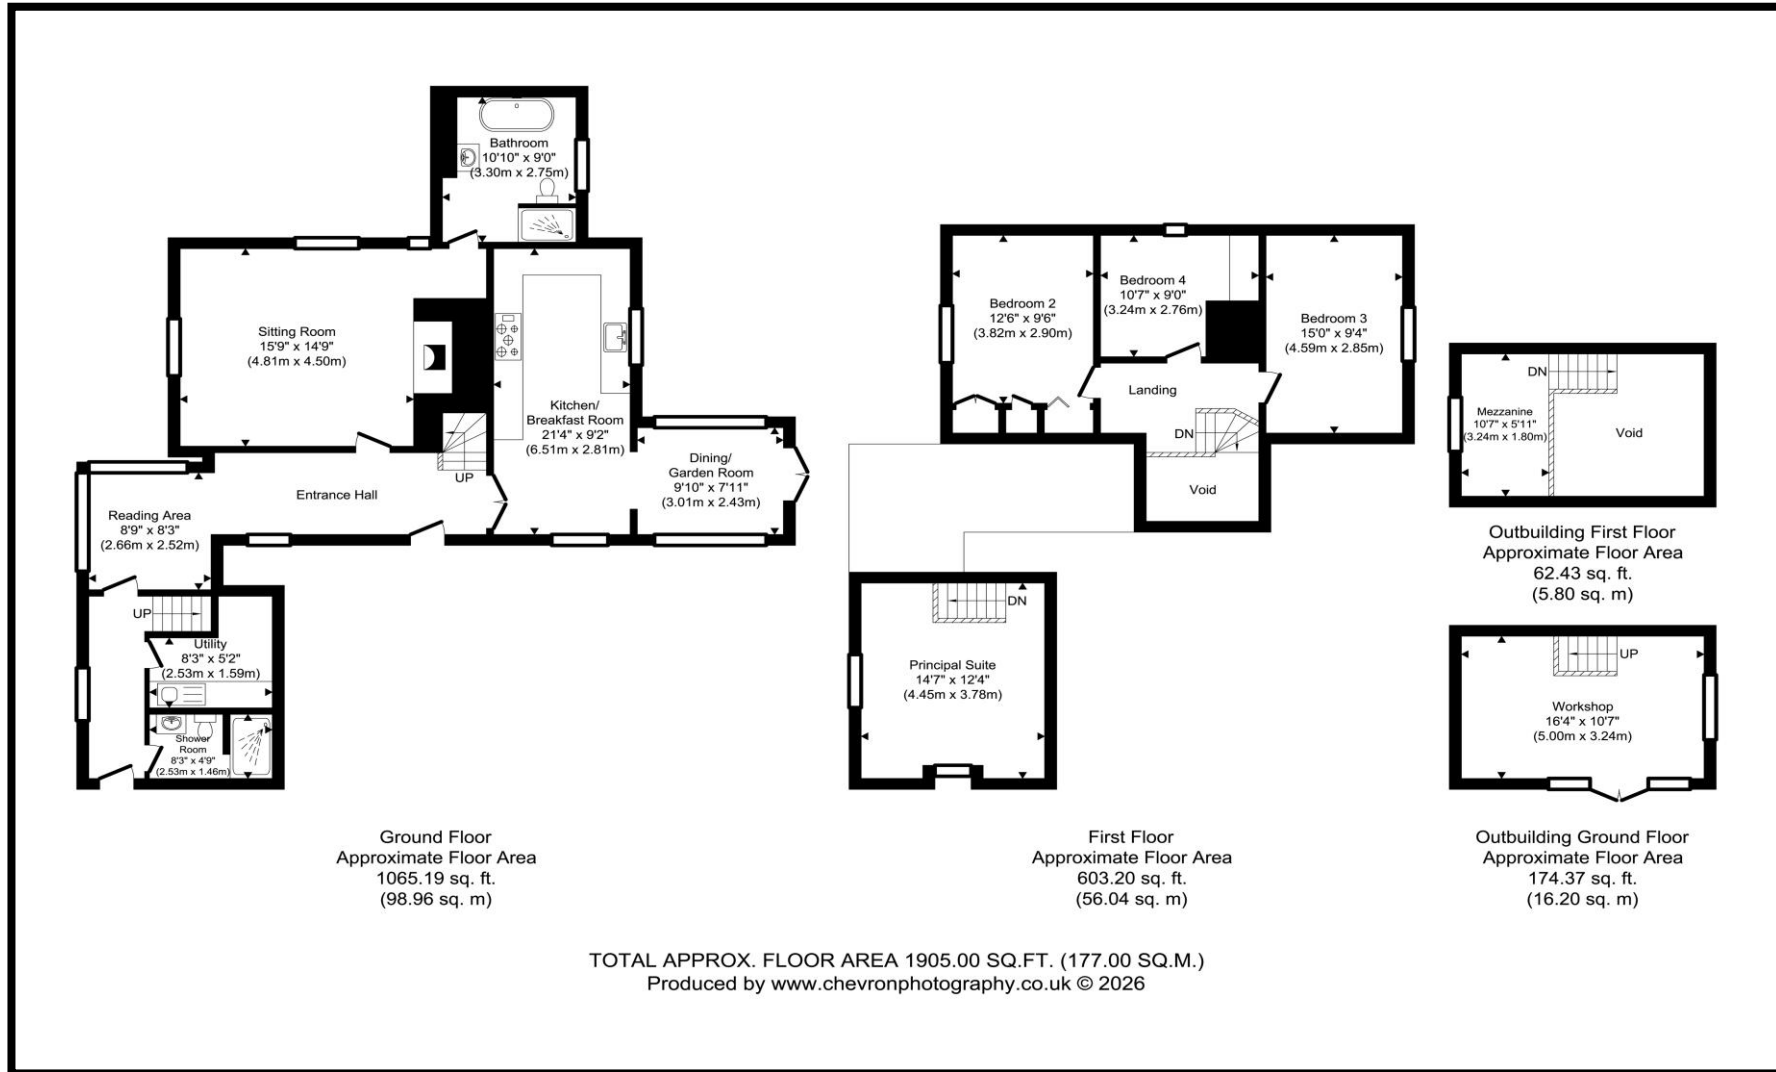 Bathroom
10'10" x 9'0"
(3.30m x 2.75m)
Sitting Room
15'9" x 14'9"
(4.81m x 4.50m)
Kitchen/
Breakfast Room
21'4" x 9'2"
(6.51m x 2.81m)
Dining/
Garden Room
9'10" x 7'11"
(3.01m x 2.43m)
UP
Entrance Hall
Reading Area
8'9" x 8'3"
(2.66m x 2.52m)
UP
Utility
8'3" x 5'2"
(2.53m x 1.59m)
Shower
Room
8'3" x 4'9"
(2.53m x 1.46m)
Ground Floor
Approximate Floor Area
1065.19 sq. ft.
(98.96 sq. m)
Bedroom 2
12'6" x 9'6"
(3.82m x 2.90m)
Bedroom 4
10'7" x 9'0"
(3.24m x 2.76m)
Bedroom 3
15'0" x 9'4"
(4.59m x 2.85m)
Landing
DN
Void
DN
Principal Suite
14'7" x 12'4"
(4.45m x 3.78m)
First Floor
Approximate Floor Area
603.20 sq. ft.
(56.04 sq. m)
DN
Mezzanine
10'7" x 5'11"
(3.24m x 1.80m)
Void
Outbuilding First Floor
Approximate Floor Area
62.43 sq. ft.
(5.80 sq. m)
UP
Workshop
16'4" x 10'7"
(5.00m x 3.24m)
Outbuilding Ground Floor
Approximate Floor Area
174.37 sq. ft.
(16.20 sq. m)
TOTAL APPROX. FLOOR AREA 1905.00 SQ.FT. (177.00 SQ.M.)
Produced by www.chevronphotography.co.uk © 2026